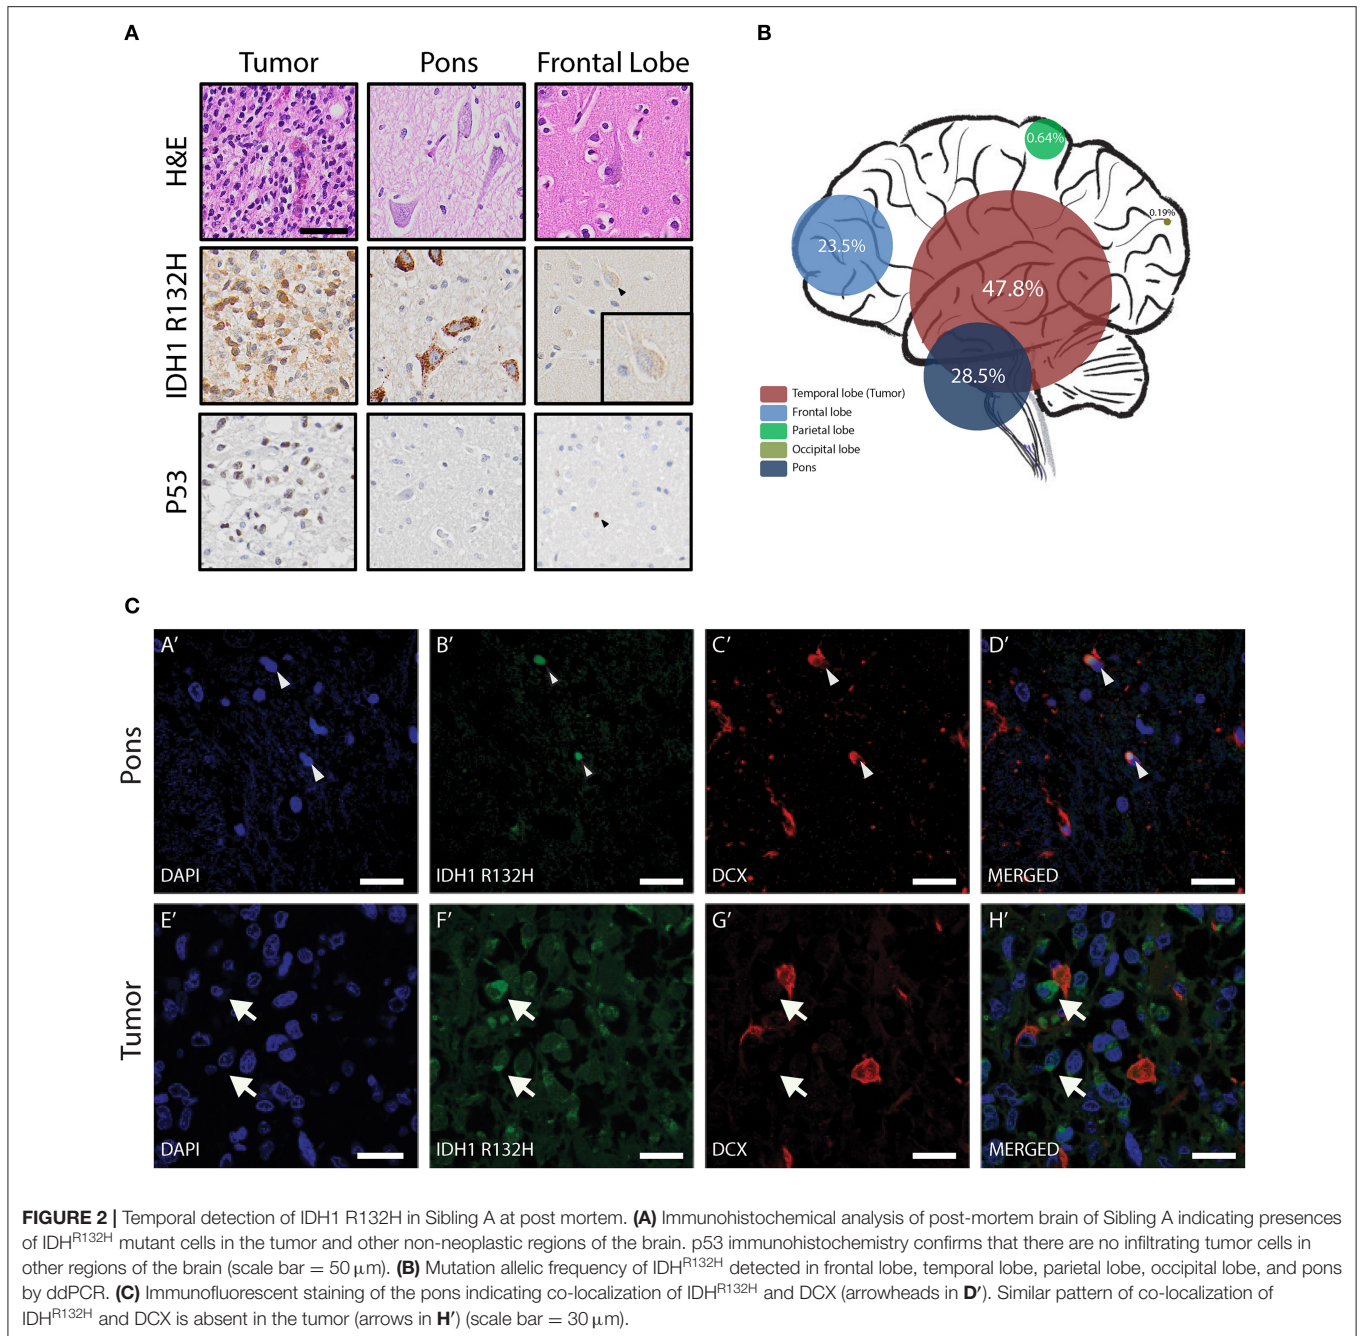 A
Tumor
Pons
Frontal Lobe
H&E
IDH1 R132H
P53
B
0.64%
0.19%
23.5%
47.8%
28.5%
Temporal lobe (Tumor)
Frontal lobe
Parietal lobe
Occipital lobe
Pons
C
Pons
A′
DAPI
B′
IDH1 R132H
C′
DCX
D′
MERGED
Tumor
E′
DAPI
F′
IDH1 R132H
G′
DCX
H′
MERGED
FIGURE 2 | Temporal detection of IDH1 R132H in Sibling A at post mortem. (A) Immunohistochemical analysis of post-mortem brain of Sibling A indicating presences
of IDHR132H mutant cells in the tumor and other non-neoplastic regions of the brain. p53 immunohistochemistry confirms that there are no infiltrating tumor cells in
other regions of the brain (scale bar = 50 μm). (B) Mutation allelic frequency of IDHR132H detected in frontal lobe, temporal lobe, parietal lobe, occipital lobe, and pons
by ddPCR. (C) Immunofluorescent staining of the pons indicating co-localization of IDHR132H and DCX (arrowheads in D′). Similar pattern of co-localization of
IDHR132H and DCX is absent in the tumor (arrows in H′) (scale bar = 30 μm).